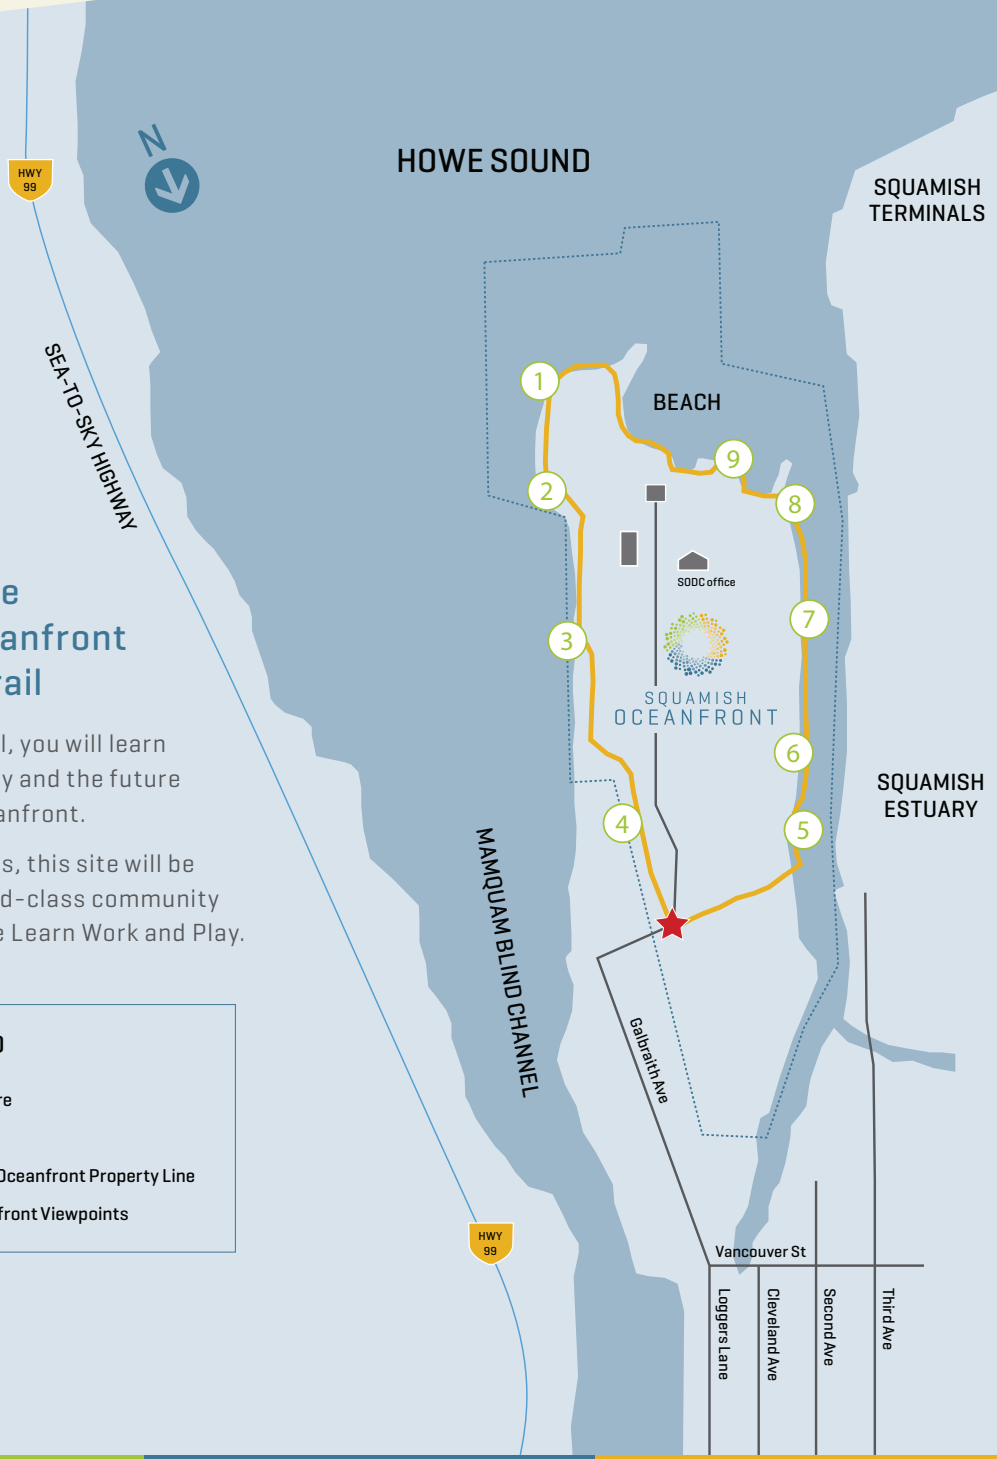 N
HOWE SOUND
HWY
99
SQUAMISH
TERMINALS
SEA-TO-SKY HIGHWAY
1
BEACH
9
2
8
SODC office
7
3
SQUAMISH
OCEANFRONT
6
SQUAMISH
ESTUARY
4
5
e
anfront
rail
l, you will learn
y and the future
anfront.
s, this site will be
d-class community
e Learn Work and Play.
MAMQUAM BLIND CHANNEL
Galbraith Ave
re
Oceanfront Property Line
front Viewpoints
HWY
99
Vancouver St
Loggers Lane
Cleveland Ave
Second Ave
Third Ave